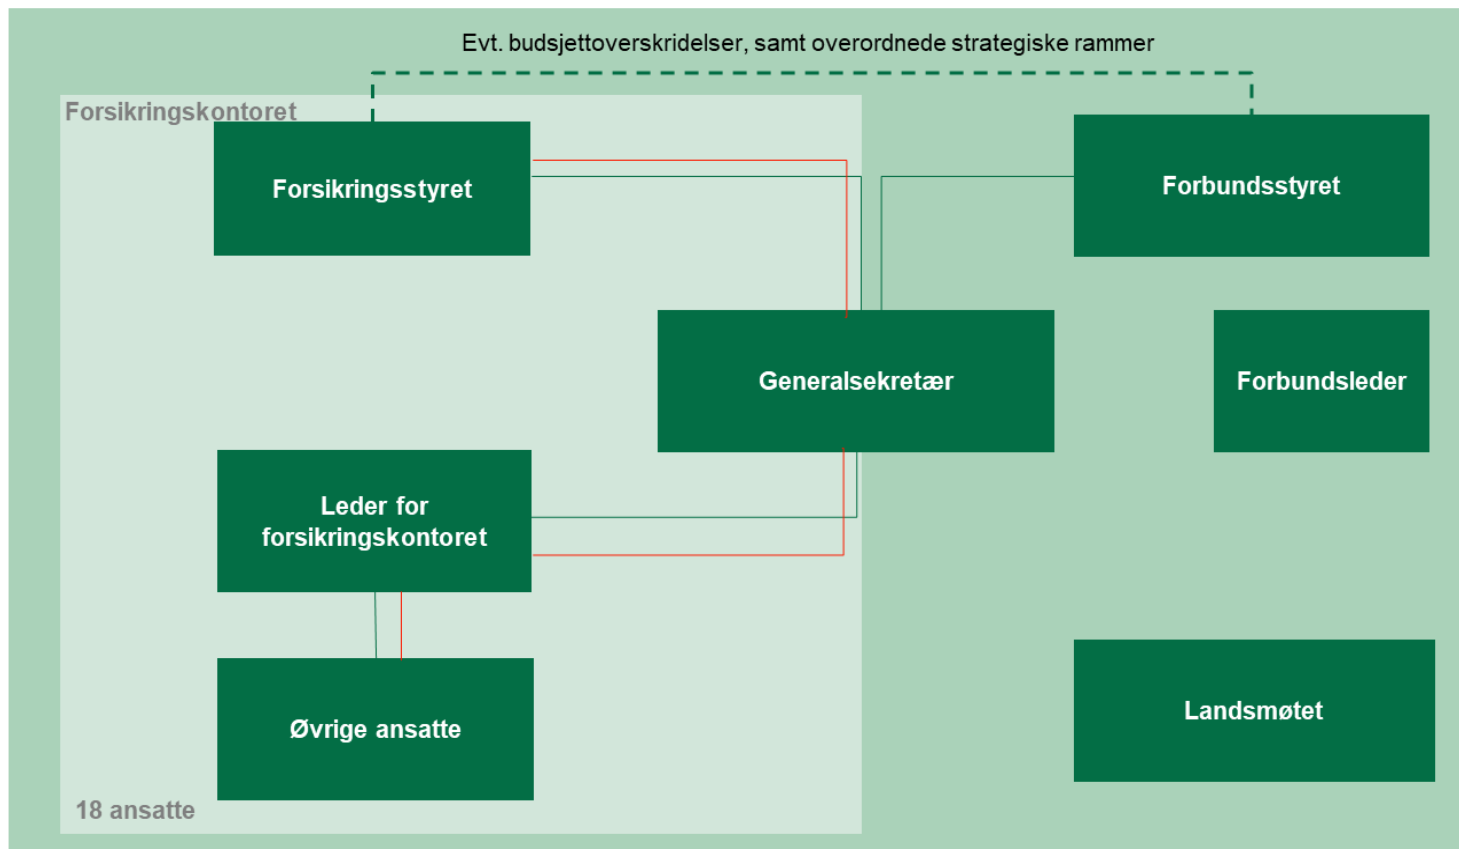 Evt. budsjettoverskridelser, samt overordnede strategiske rammer
Forsikringskontoret
Forsikringsstyret
Forbundsstyret
Generalsekretær
Forbundsleder
Leder for
forsikringskontoret
Øvrige ansatte
Landsmøtet
18 ansatte